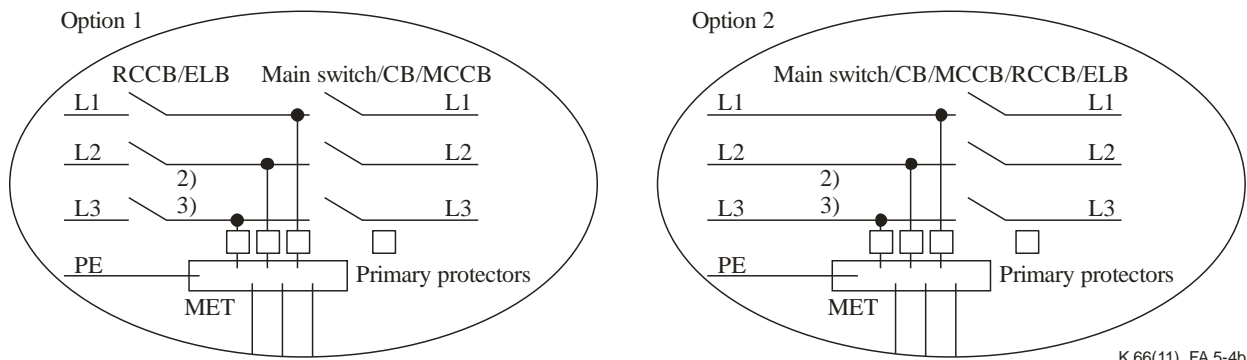 Option 1
RCCB/ELB Main switch/CB/MCCB
L1 L1
L2 L2
2)
3)
L3 L3
PE
Primary protectors
MET
Option 2
Main switch/CB/MCCB/RCCB/ELB
L1 L1
L2 L2
2)
3)
L3 L3
PE
Primary protectors
MET
K.66(11)_FA.5-4b